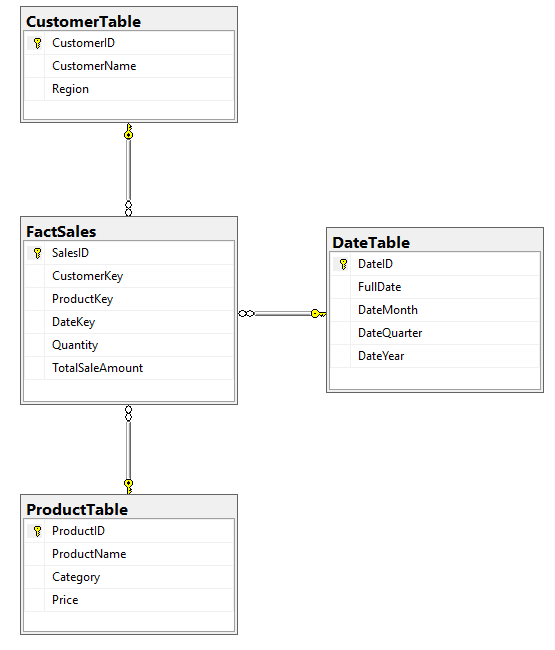 CustomerTable
CustomerID
CustomerName
Region
FactSales
SalesID
CustomerKey
ProductKey
DateKey
Quantity
TotalSaleAmount
DateTable
DateID
FullDate
DateMonth
DateQuarter
DateYear
ProductTable
ProductID
ProductName
Category
Price